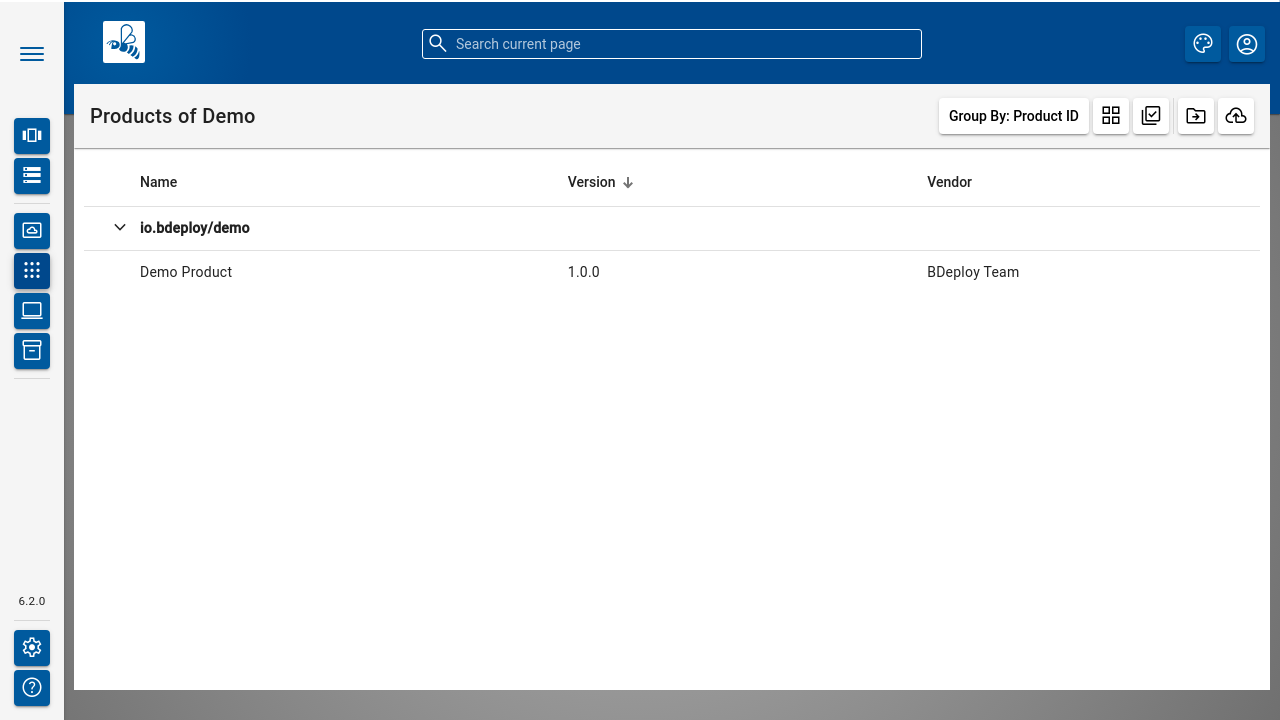 Search current page
Products of Demo
Group By: Product ID
Name Version Vendor
io.bdeploy/demo
Demo Product 1.0.0 BDeploy Team
6.2.0